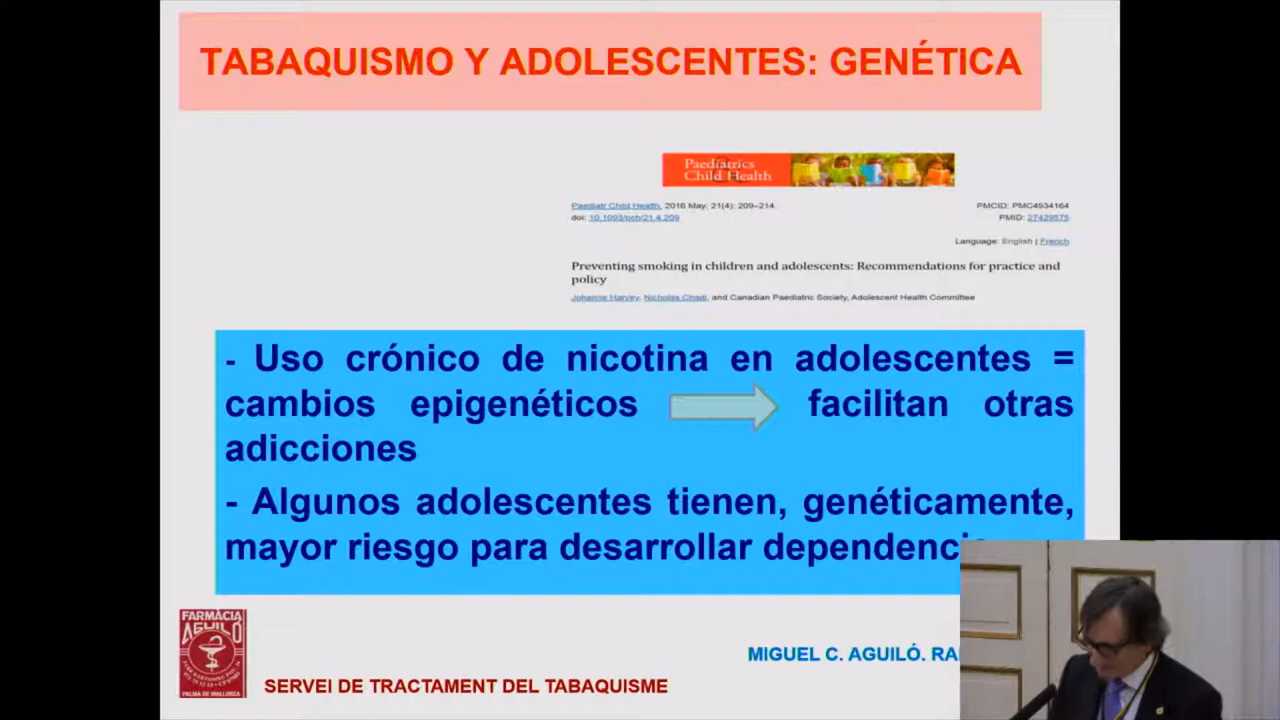 TABAQUISMO Y ADOLESCENTES: GENÉTICA
Paediatrics
Child Health
Paediatr Child Health. 2016 May; 21(4): 209–214.
PMCID: PMC4934164
doi: 10.1093/pch/21.4.209
PMID: 27429575
Language: English | French
Preventing smoking in children and adolescents: Recommendations for practice and
policy
Johanne Harvey, Nicholas Chadi, and Canadian Paediatric Society, Adolescent Health Committee
- Uso crónico de nicotina en adolescentes =
cambios epigenéticos facilitan otras
adicciones
- Algunos adolescentes tienen, genéticamente,
mayor riesgo para desarrollar
FARMÀCIA
AGUILÓ
PALMA DE MALLORCA
MIGUEL C. AGUILÓ.
SERVEI DE TRACTAMENT DEL TABAQUISME